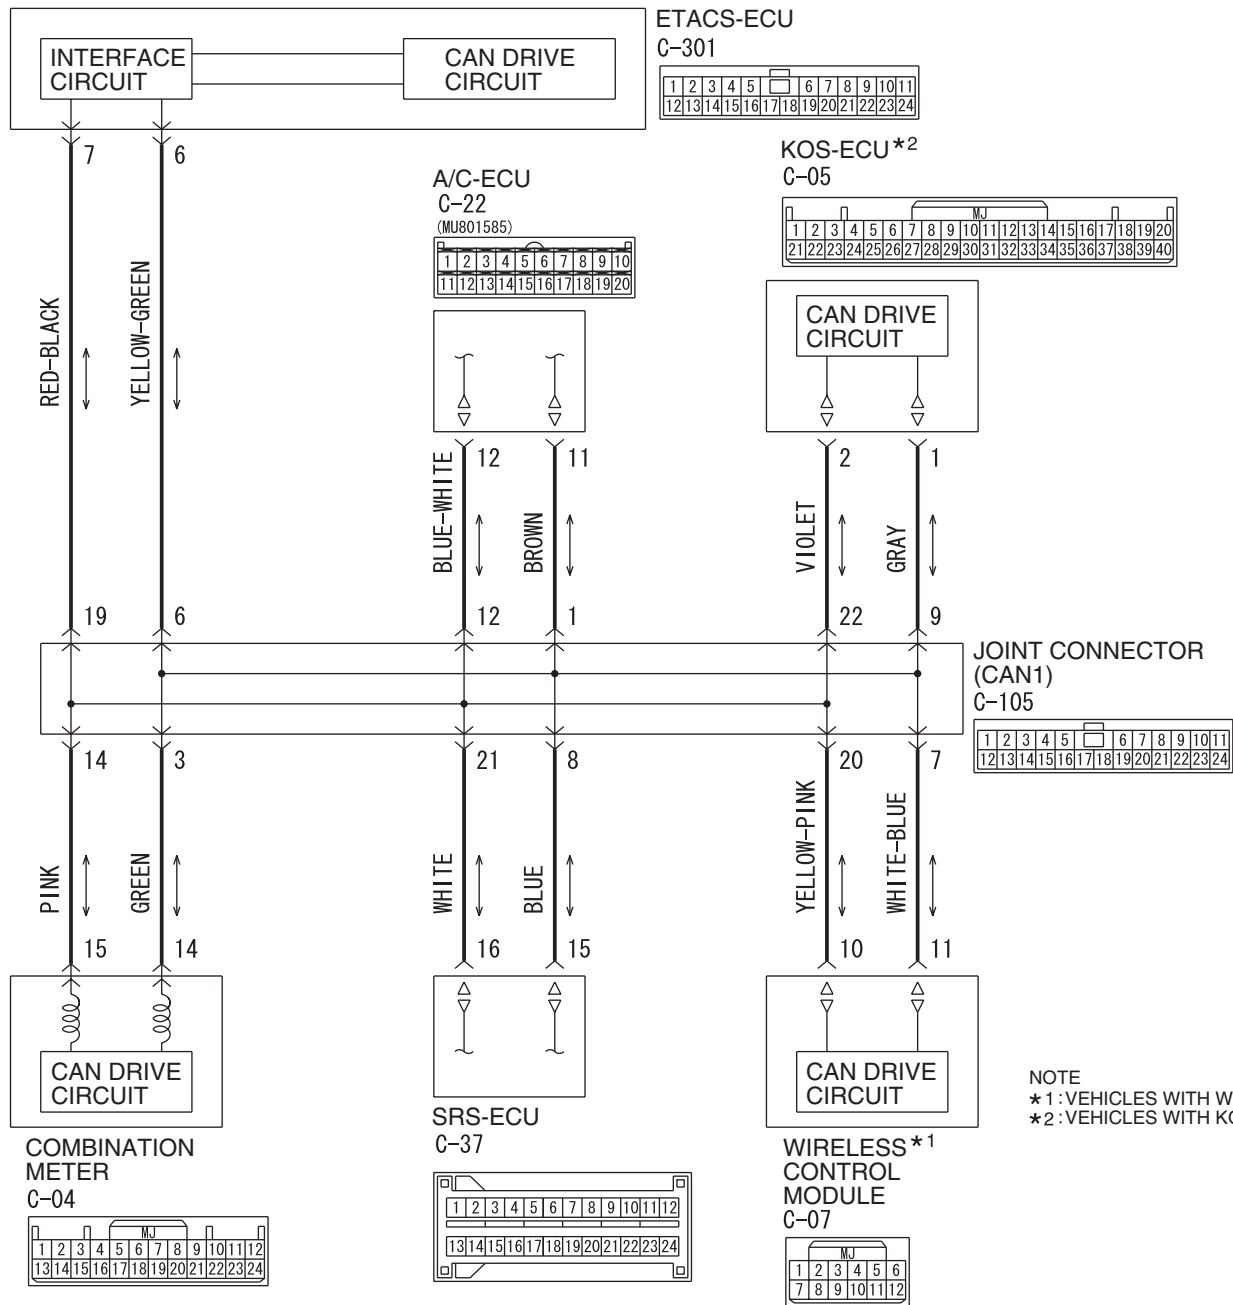 ETACS-ECU
C-301
INTERFACE
CIRCUIT
CAN DRIVE
CIRCUIT
1 2 3 4 5 6 7 8 9 10 11
12 13 14 15 16 17 18 19 20 21 22 23 24
7 6
KOS-ECU*2
C-05
MJ
1 2 3 4 5 6 7 8 9 10 11 12 13 14 15 16 17 18 19 20
21 22 23 24 25 26 27 28 29 30 31 32 33 34 35 36 37 38 39 40
A/C-ECU
C-22
(MU801585)
1 2 3 4 5 6 7 8 9 10
11 12 13 14 15 16 17 18 19 20
CAN DRIVE
CIRCUIT
RED-BLACK
YELLOW-GREEN
12 11
2 1
BLUE-WHITE
BROWN
VIOLET
GRAY
19 6 12 1 22 9
JOINT CONNECTOR
(CAN1)
C-105
1 2 3 4 5 6 7 8 9 10 11
12 13 14 15 16 17 18 19 20 21 22 23 24
14 3 21 8 20 7
PINK
GREEN
WHITE
BLUE
YELLOW-PINK
WHITE-BLUE
15 14 16 15 10 11
CAN DRIVE
CIRCUIT
CAN DRIVE
CIRCUIT
NOTE
*1:VEHICLES WITH W
*2:VEHICLES WITH KO
COMBINATION
METER
C-04
MJ
1 2 3 4 5 6 7 8 9 10 11 12
13 14 15 16 17 18 19 20 21 22 23 24
SRS-ECU
C-37
1 2 3 4 5 6 7 8 9 10 11 12
13 14 15 16 17 18 19 20 21 22 23 24
WIRELESS*1
CONTROL
MODULE
C-07
MJ
1 2 3 4 5 6
7 8 9 10 11 12